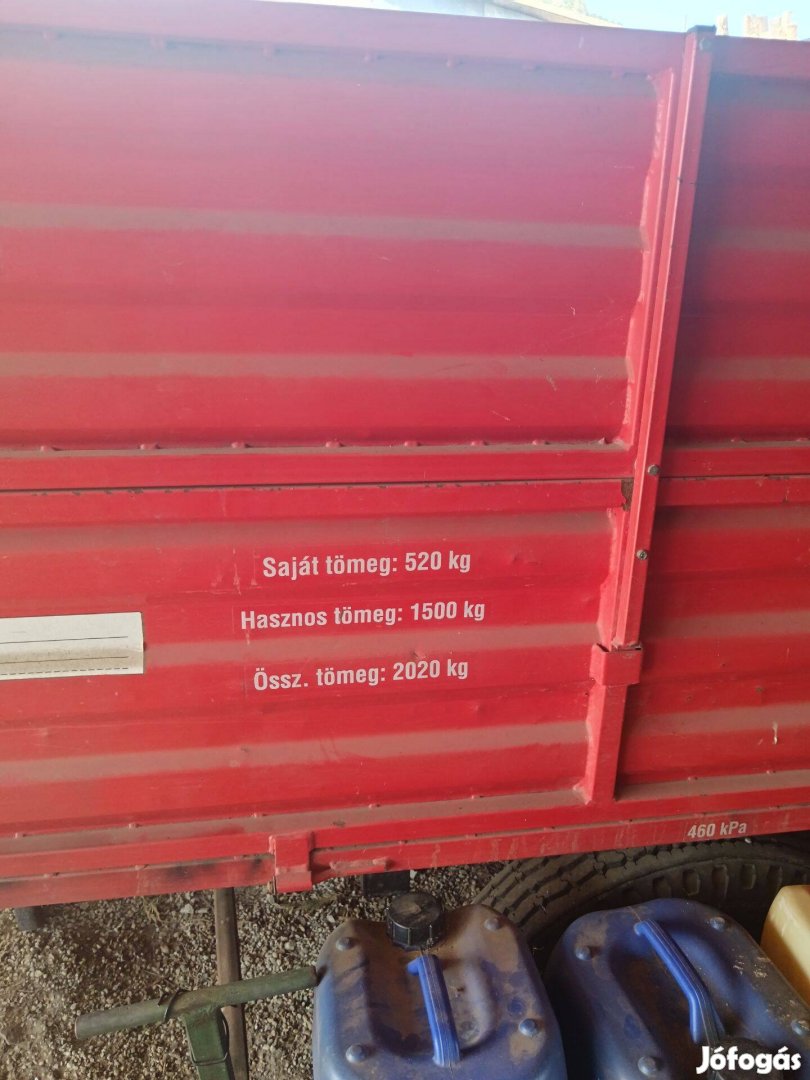 Saját tömeg: 520 kg
Hasznos tömeg: 1500 kg
Össz. tömeg: 2020 kg
460 kPa
Jófogás